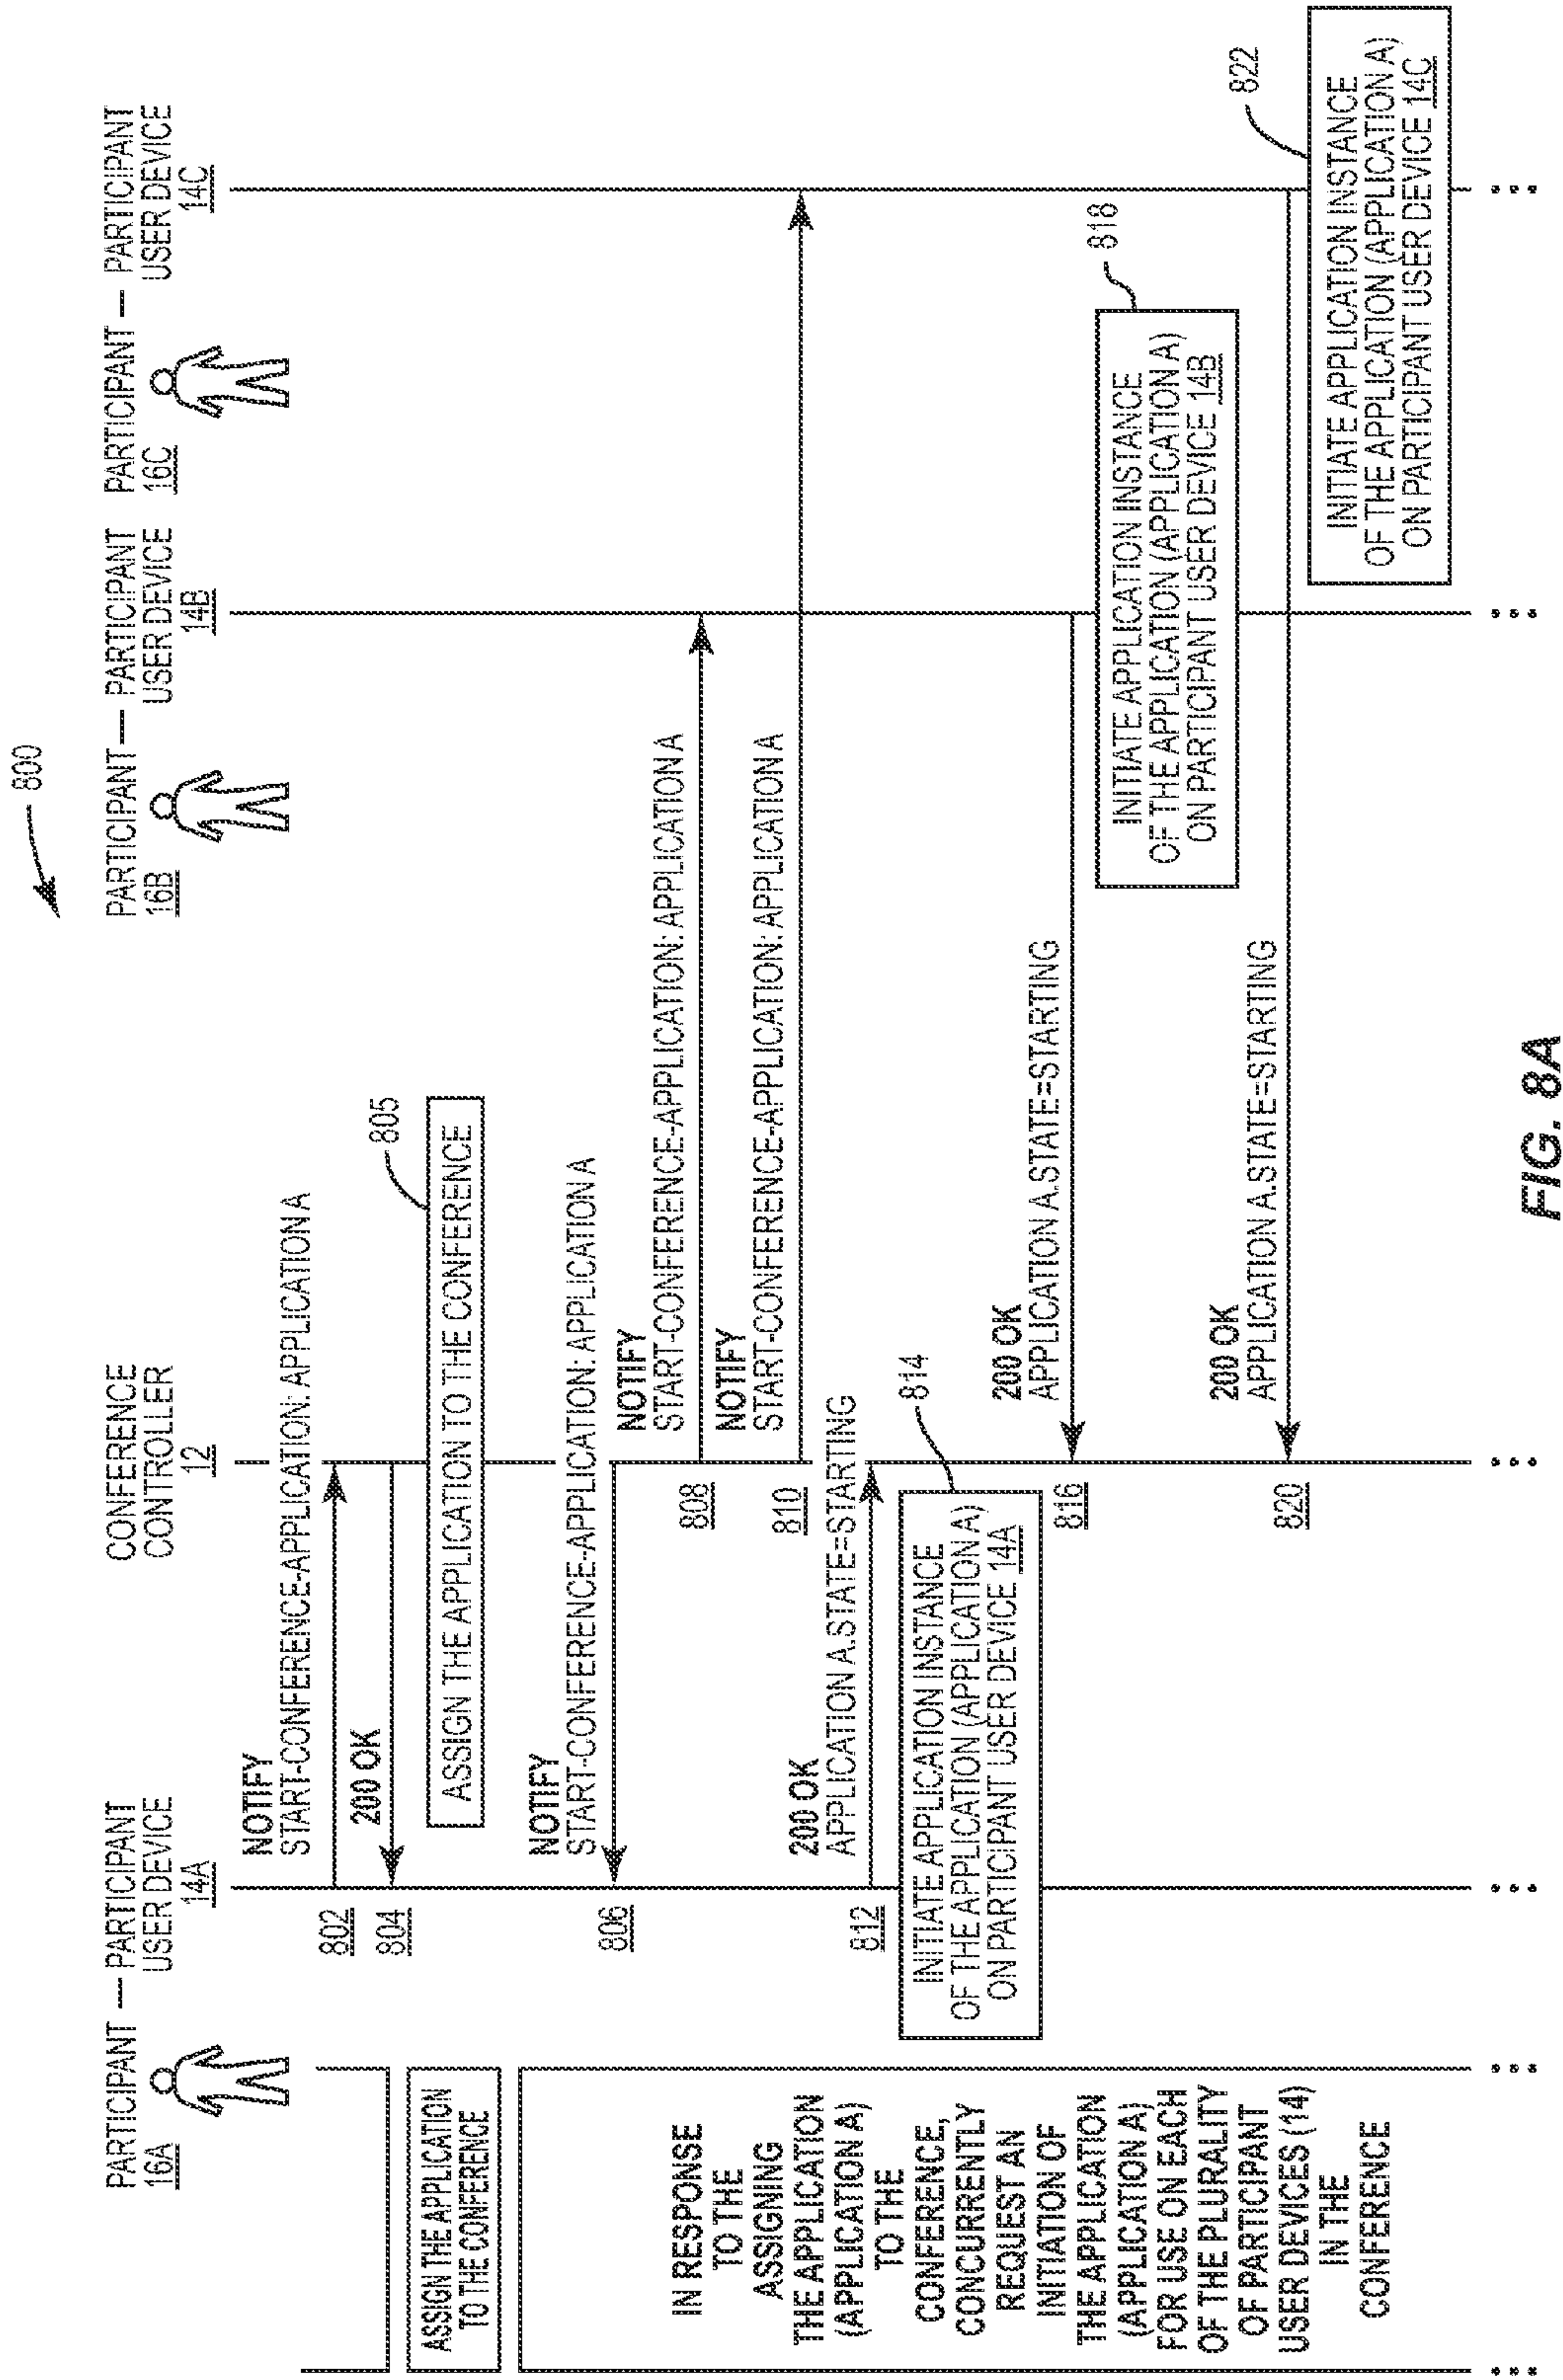 800
PARTICIPANT — PARTICIPANT
16A
USER DEVICE
14A
CONFERENCE
CONTROLLER
12
PARTICIPANT — PARTICIPANT
16B
USER DEVICE
14B
PARTICIPANT — PARTICIPANT
16C
USER DEVICE
14C
NOTIFY
START-CONFERENCE-APPLICATION: APPLICATION A
802
200 OK
804
ASSIGN THE APPLICATION
TO THE CONFERENCE
805
ASSIGN THE APPLICATION TO THE CONFERENCE
NOTIFY
START-CONFERENCE-APPLICATION: APPLICATION A
806
NOTIFY
START-CONFERENCE-APPLICATION: APPLICATION A
808
NOTIFY
START-CONFERENCE-APPLICATION: APPLICATION A
810
IN RESPONSE
TO THE
ASSIGNING
THE APPLICATION
(APPLICATION A)
TO THE
CONFERENCE,
CONCURRENTLY
REQUEST AN
INITIATION OF
THE APPLICATION
(APPLICATION A)
FOR USE ON EACH
OF THE PLURALITY
OF PARTICIPANT
USER DEVICES (14)
IN THE
CONFERENCE
200 OK
APPLICATION A.STATE=STARTING
812
814
INITIATE APPLICATION INSTANCE
OF THE APPLICATION (APPLICATION A)
ON PARTICIPANT USER DEVICE 14A
200 OK
APPLICATION A.STATE=STARTING
816
818
INITIATE APPLICATION INSTANCE
OF THE APPLICATION (APPLICATION A)
ON PARTICIPANT USER DEVICE 14B
200 OK
APPLICATION A.STATE=STARTING
820
822
INITIATE APPLICATION INSTANCE
OF THE APPLICATION (APPLICATION A)
ON PARTICIPANT USER DEVICE 14C
FIG. 8A